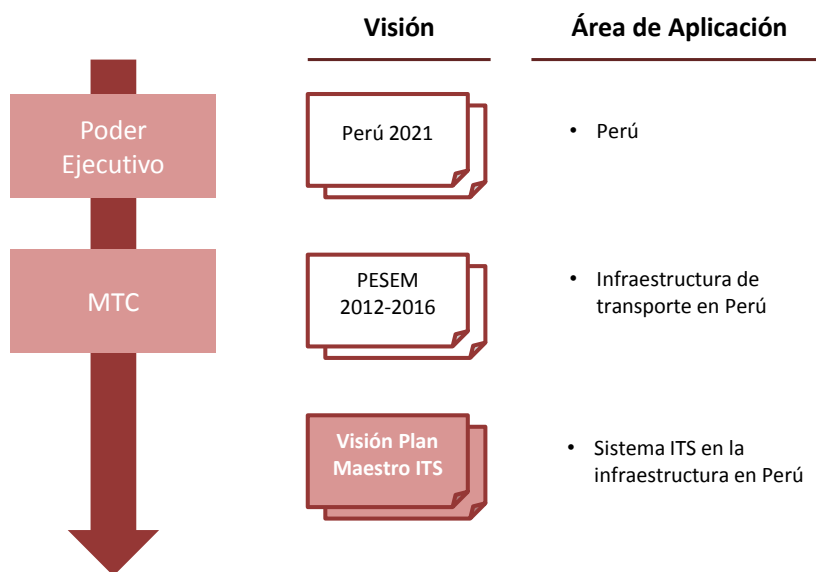 Visión
Área de Aplicación
Poder
Ejecutivo
Perú 2021
• Perú
MTC
PESEM
2012-2016
• Infraestructura de
transporte en Perú
Visión Plan
Maestro ITS
• Sistema ITS en la
infraestructura en Perú